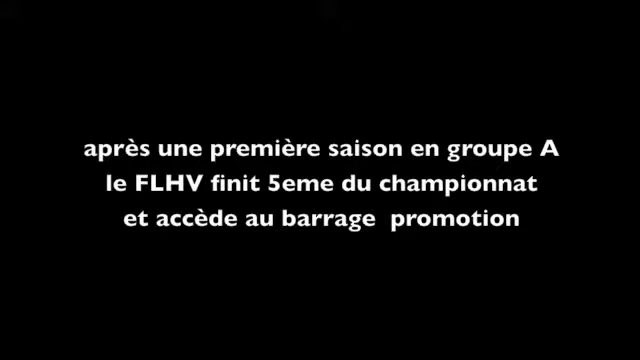 après une première saison en groupe A
le FLHV finit 5eme du championnat
et accède au barrage  promotion